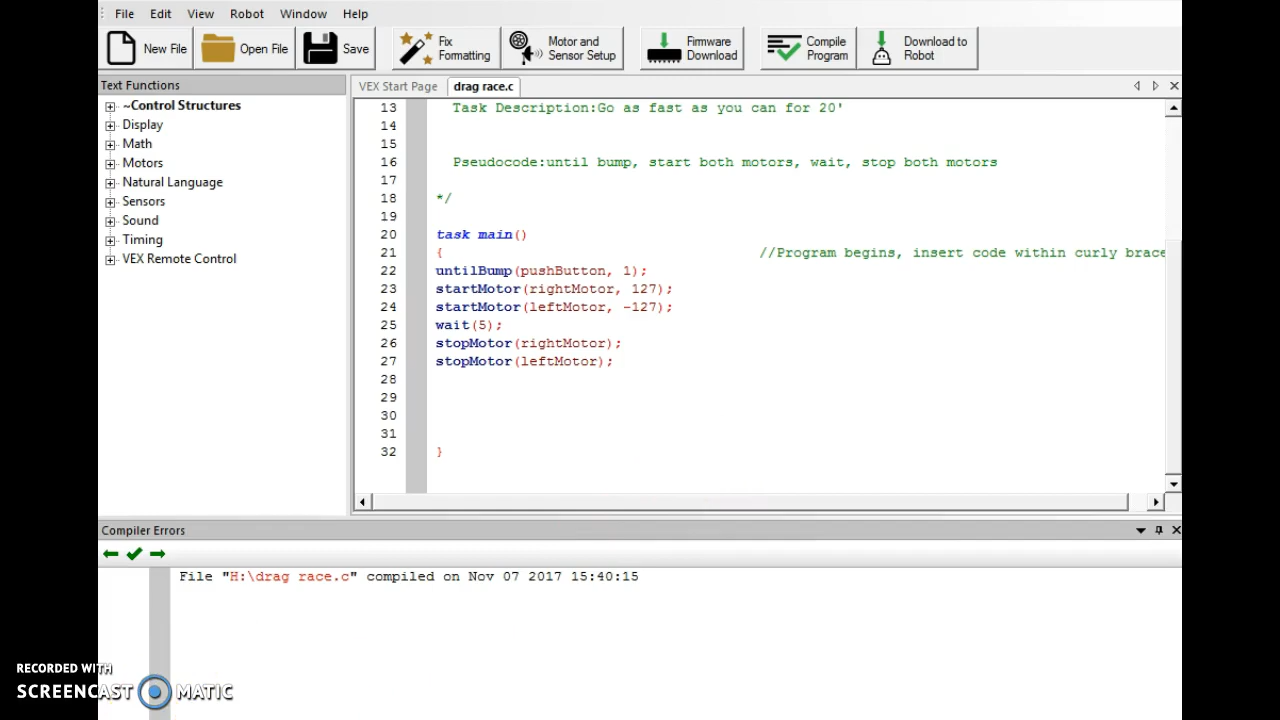 File Edit View Robot Window Help
New File Open File Save Fix Formatting Motor and Sensor Setup Firmware Download Compile Program Download to Robot
Text Functions
~Control Structures
Display
Math
Motors
Natural Language
Sensors
Sound
Timing
VEX Remote Control
VEX Start Page drag race.c
13 Task Description:Go as fast as you can for 20'
14
15
16 Pseudocode:until bump, start both motors, wait, stop both motors
17
18 */
19
20 task main()
21 { //Program begins, insert code within curly brace
22 untilBump(pushButton, 1);
23 startMotor(rightMotor, 127);
24 startMotor(leftMotor, -127);
25 wait(5);
26 stopMotor(rightMotor);
27 stopMotor(leftMotor);
28
29
30
31
32 }
Compiler Errors
File "H:\drag race.c" compiled on Nov 07 2017 15:40:15
RECORDED WITH
SCREENCAST MATIC